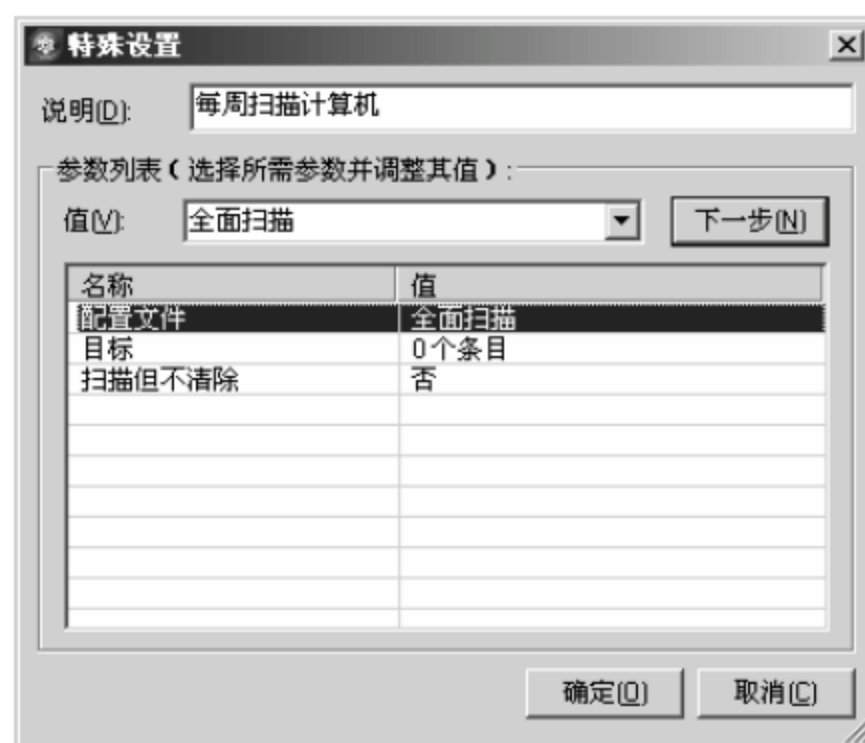 特殊设置
说明(D): 每周扫描计算机
参数列表(选择所需参数并调整其值):
值(V): 全面扫描 下一步(N)
名称 值
配置文件 全面扫描
目标 0个条目
扫描但不清除 否
确定(O) 取消(C)